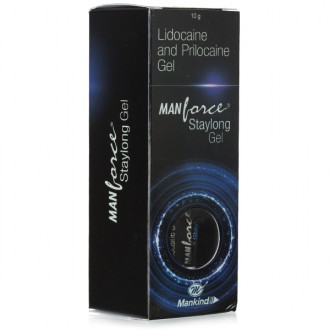 10 g
Lidocaine
and Prilocaine
Gel
MANforce®
Staylong
Gel
MANforce®
Staylong Gel
Mankind